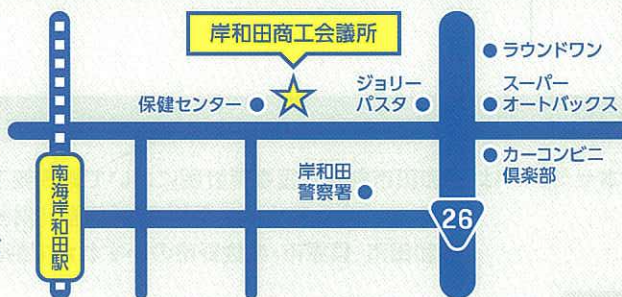 岸和田商工会議所
ラウンドワン
保健センター
ジョリー
パスタ
スーパー
オートバックス
カーコンビニ
倶楽部
岸和田
警察署
南海岸和田駅
26